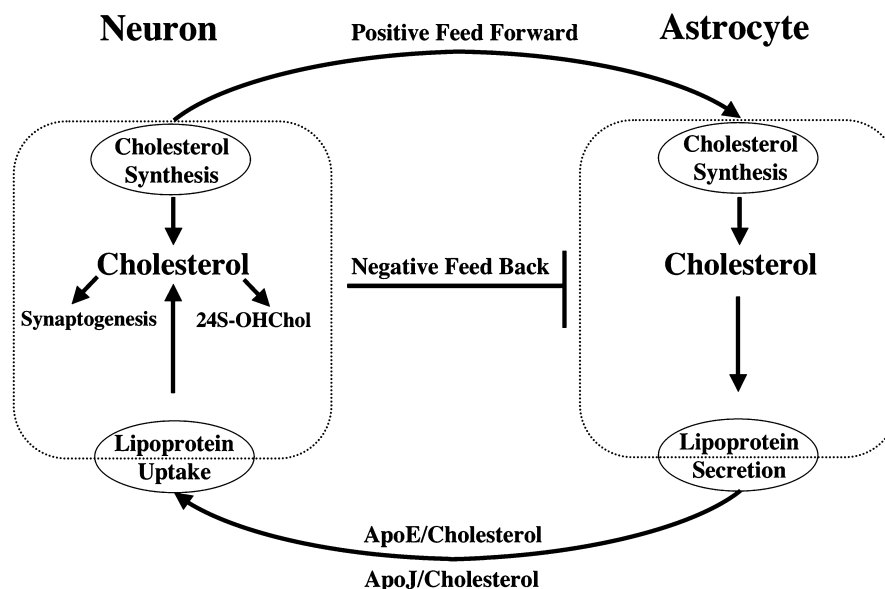 Neuron
Positive Feed Forward
Astrocyte
Cholesterol
Synthesis
Cholesterol
Synthesis
Cholesterol
Negative Feed Back
Cholesterol
Synaptogenesis
24S-OHChol
Lipoprotein
Uptake
Lipoprotein
Secretion
ApoE/Cholesterol
ApoJ/Cholesterol